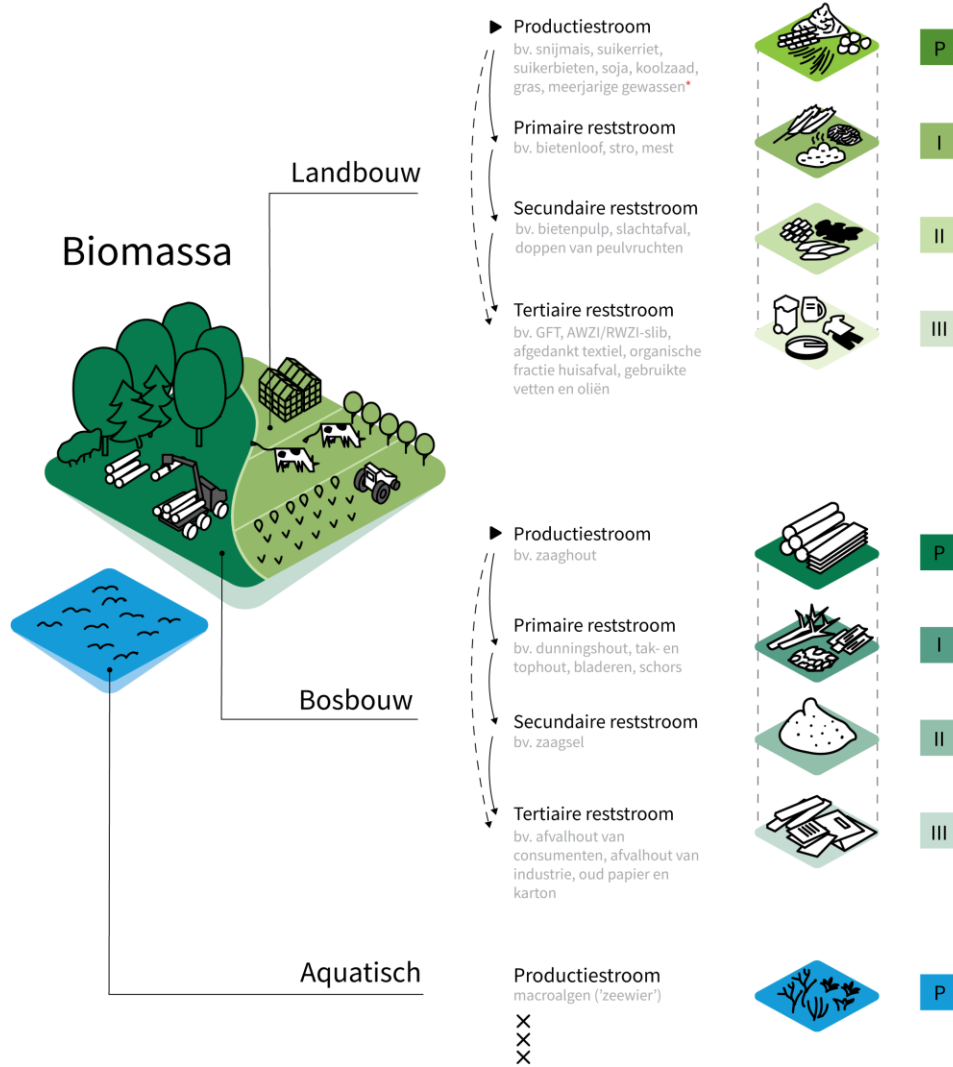 Biomassa
Landbouw
Productiestroom
bv. snijmais, suikerriet,
suikerbieten, soja, koolzaad,
gras, meerjarige gewassen*
P
Primaire reststroom
bv. bietenloof, stro, mest
I
Secundaire reststroom
bv. bietenpulp, slachtafval,
doppen van peulvruchten
II
Tertiaire reststroom
bv. GFT, AWZI/RWZI-slib,
afgedankt textiel, organische
fractie huisafval, gebruikte
vetten en oliën
III
Bosbouw
Productiestroom
bv. zaaghout
P
Primaire reststroom
bv. dunningshout, tak- en
tophout, bladeren, schors
I
Secundaire reststroom
bv. zaagsel
II
Tertiaire reststroom
bv. afvalhout van
consumenten, afvalhout van
industrie, oud papier en
karton
III
Aquatisch
Productiestroom
macroalgen ('zeewier')
P